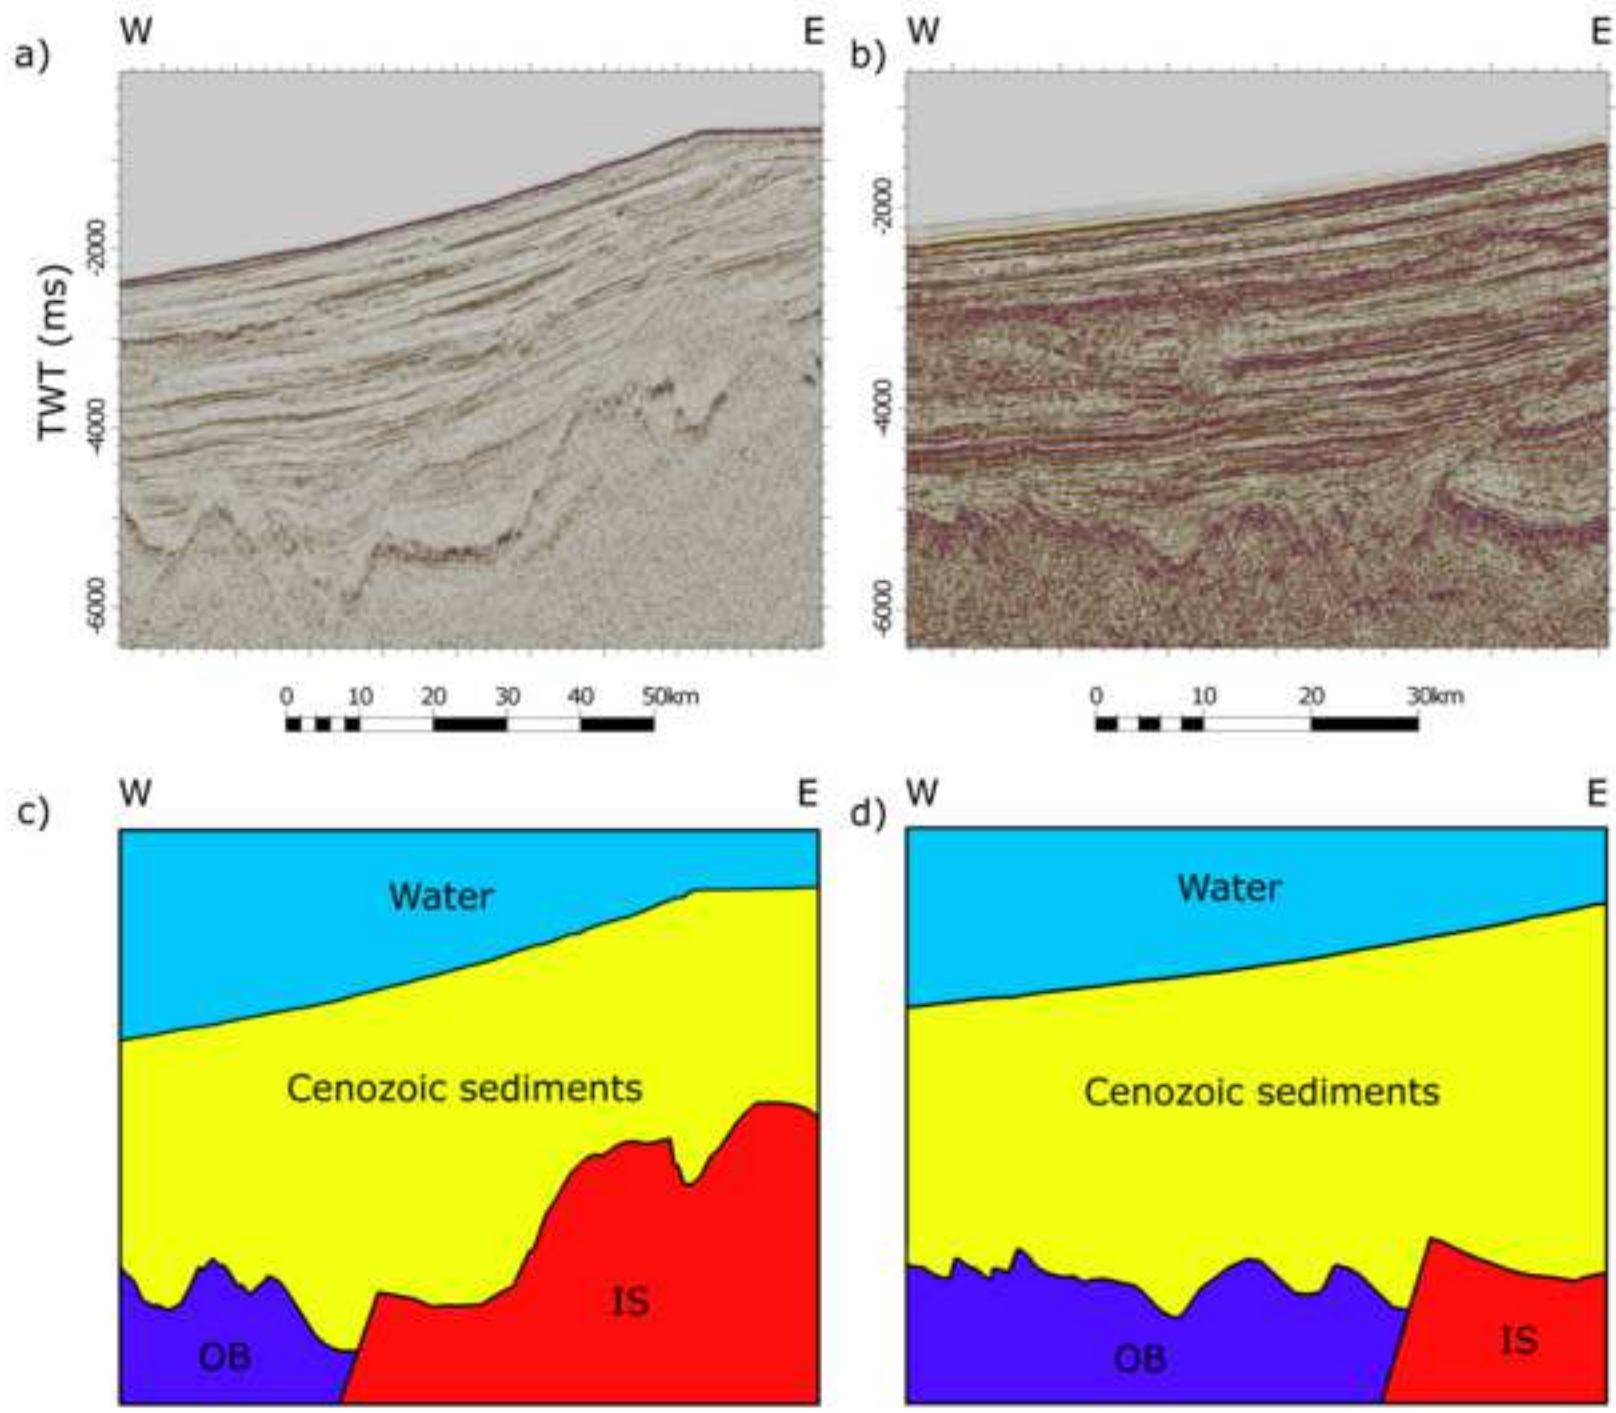 W E W E
a) b)
-2000 -2000
TWT (ms)
-4000 -4000
-6000 -6000
0 10 20 30 40 50km 0 10 20 30km
W E W E
c) d)
Water Water
Cenozoic sediments Cenozoic sediments
IS IS
OB OB